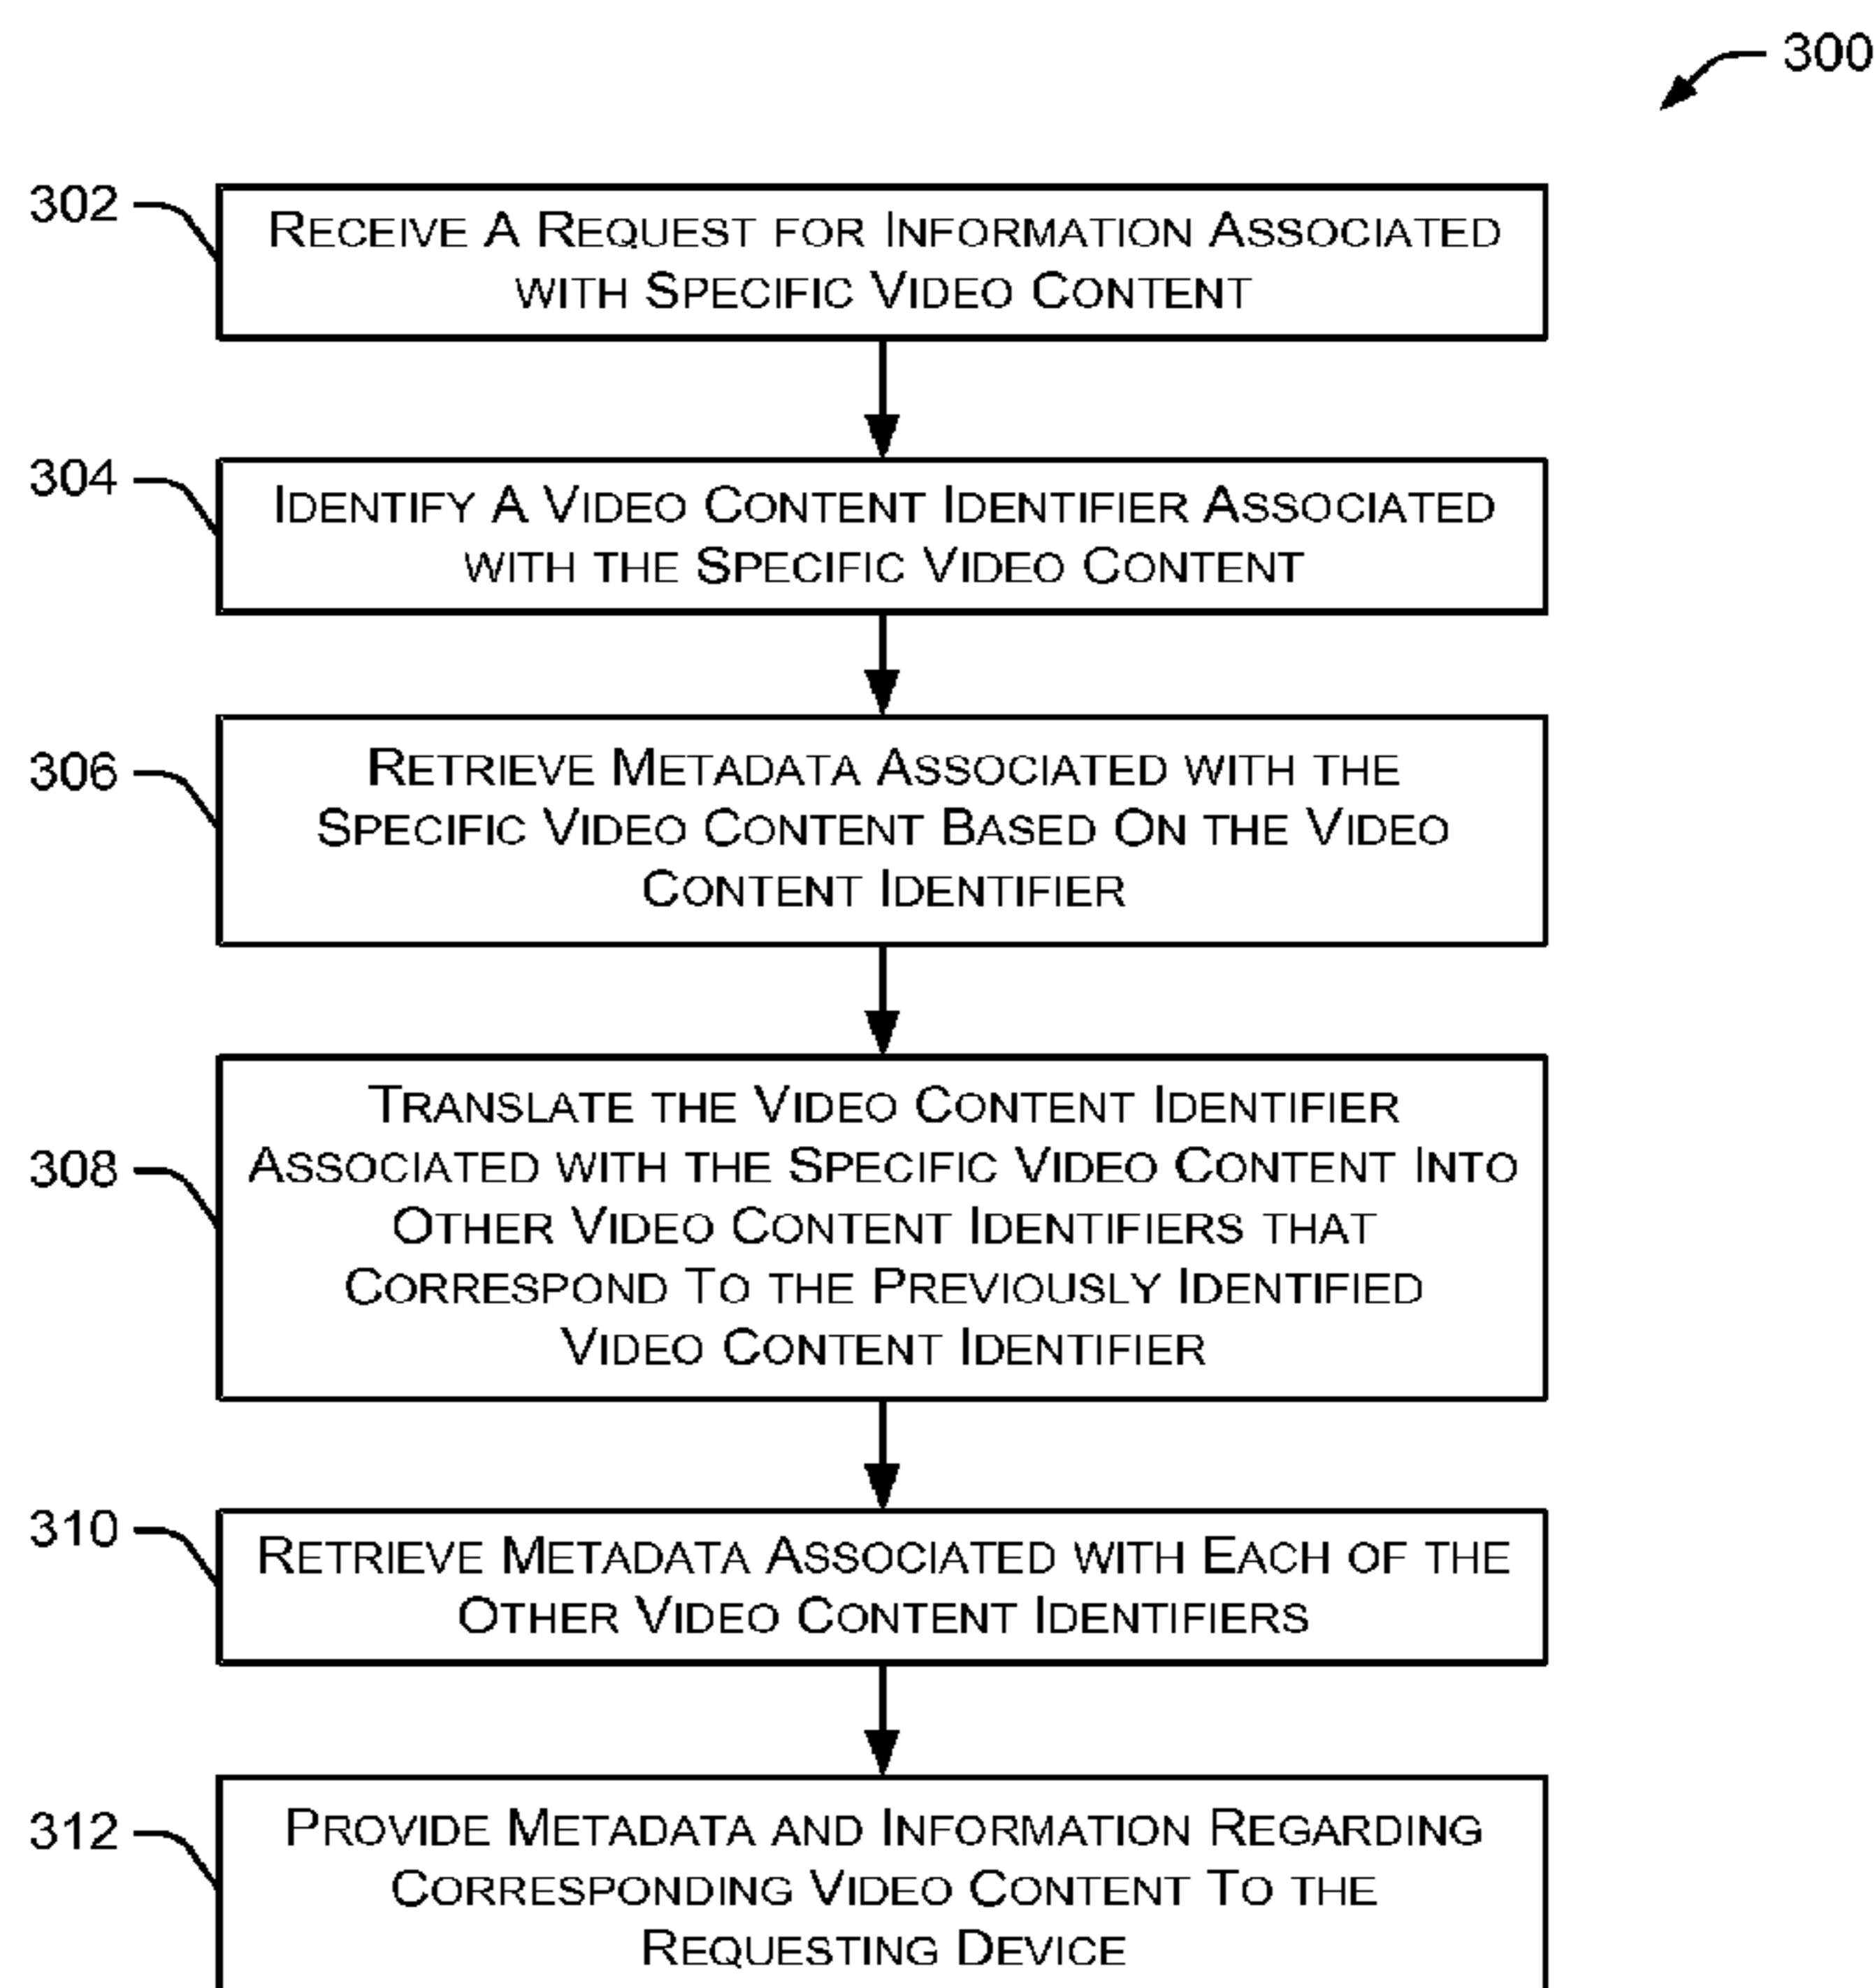 300
302
RECEIVE A REQUEST FOR INFORMATION ASSOCIATED
WITH SPECIFIC VIDEO CONTENT
304
IDENTIFY A VIDEO CONTENT IDENTIFIER ASSOCIATED
WITH THE SPECIFIC VIDEO CONTENT
306
RETRIEVE METADATA ASSOCIATED WITH THE
SPECIFIC VIDEO CONTENT BASED ON THE VIDEO
CONTENT IDENTIFIER
308
TRANSLATE THE VIDEO CONTENT IDENTIFIER
ASSOCIATED WITH THE SPECIFIC VIDEO CONTENT INTO
OTHER VIDEO CONTENT IDENTIFIERS THAT
CORRESPOND TO THE PREVIOUSLY IDENTIFIED
VIDEO CONTENT IDENTIFIER
310
RETRIEVE METADATA ASSOCIATED WITH EACH OF THE
OTHER VIDEO CONTENT IDENTIFIERS
312
PROVIDE METADATA AND INFORMATION REGARDING
CORRESPONDING VIDEO CONTENT TO THE
REQUESTING DEVICE